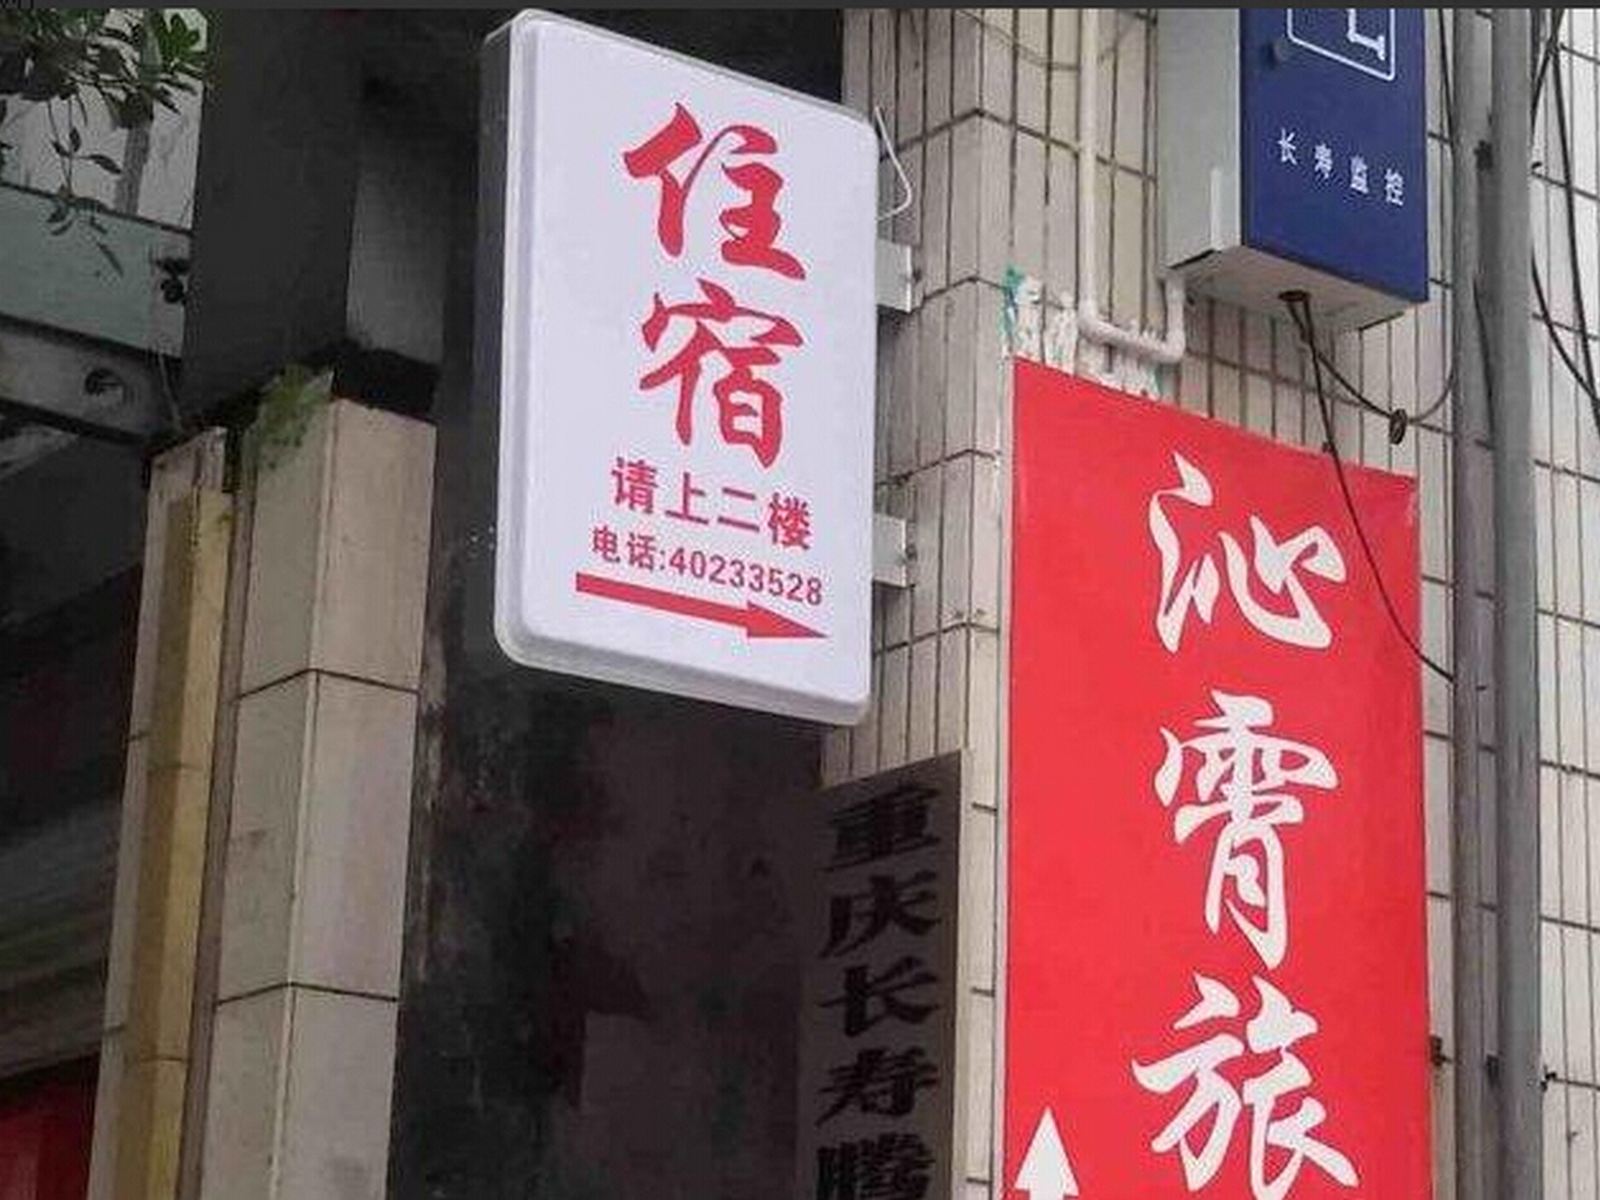 住宿
请上二楼
电话:40233528
长寿监控
沁霄旅
重庆长寿腾